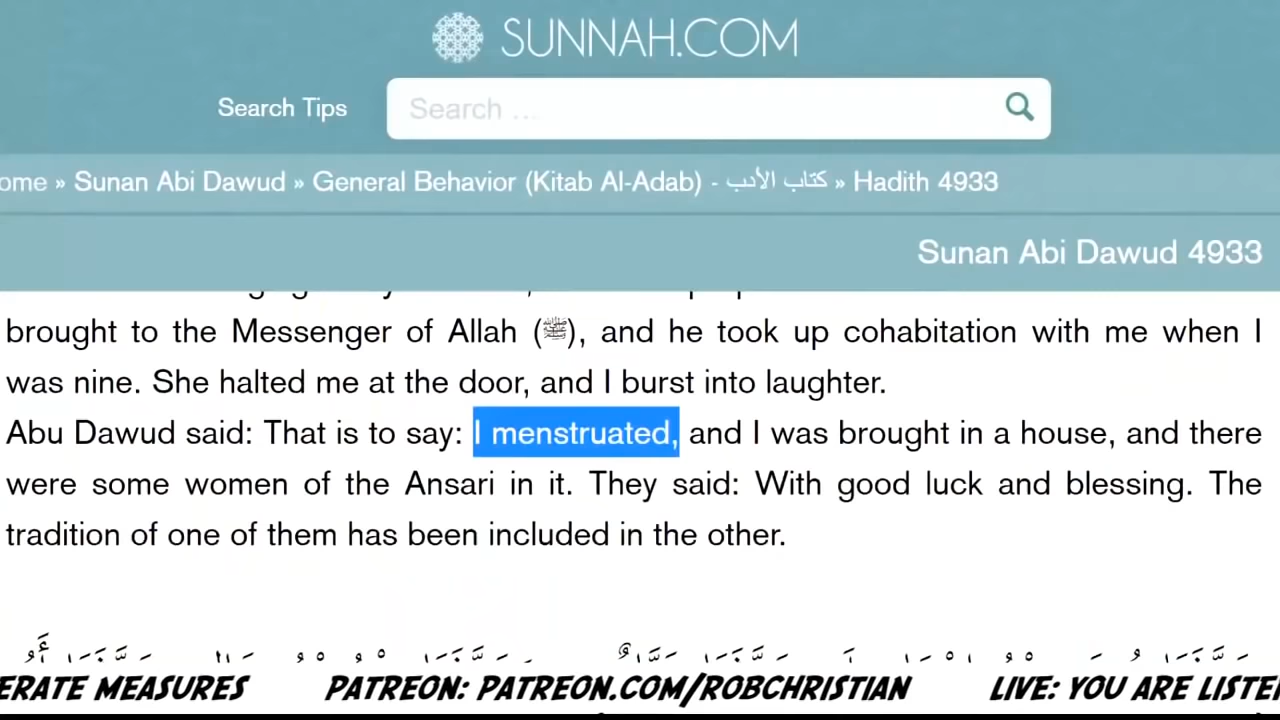 SUNNAH.COM
Search Tips
Search ...
ome » Sunan Abi Dawud » General Behavior (Kitab Al-Adab) - كتاب الأدب » Hadith 4933
Sunan Abi Dawud 4933
brought to the Messenger of Allah (ﷺ), and he took up cohabitation with me when I
was nine. She halted me at the door, and I burst into laughter.
Abu Dawud said: That is to say: I menstruated, and I was brought in a house, and there
were some women of the Ansari in it. They said: With good luck and blessing. The
tradition of one of them has been included in the other.
ERATE MEASURES PATREON: PATREON.COM/ROBCHRISTIAN LIVE: YOU ARE LISTE